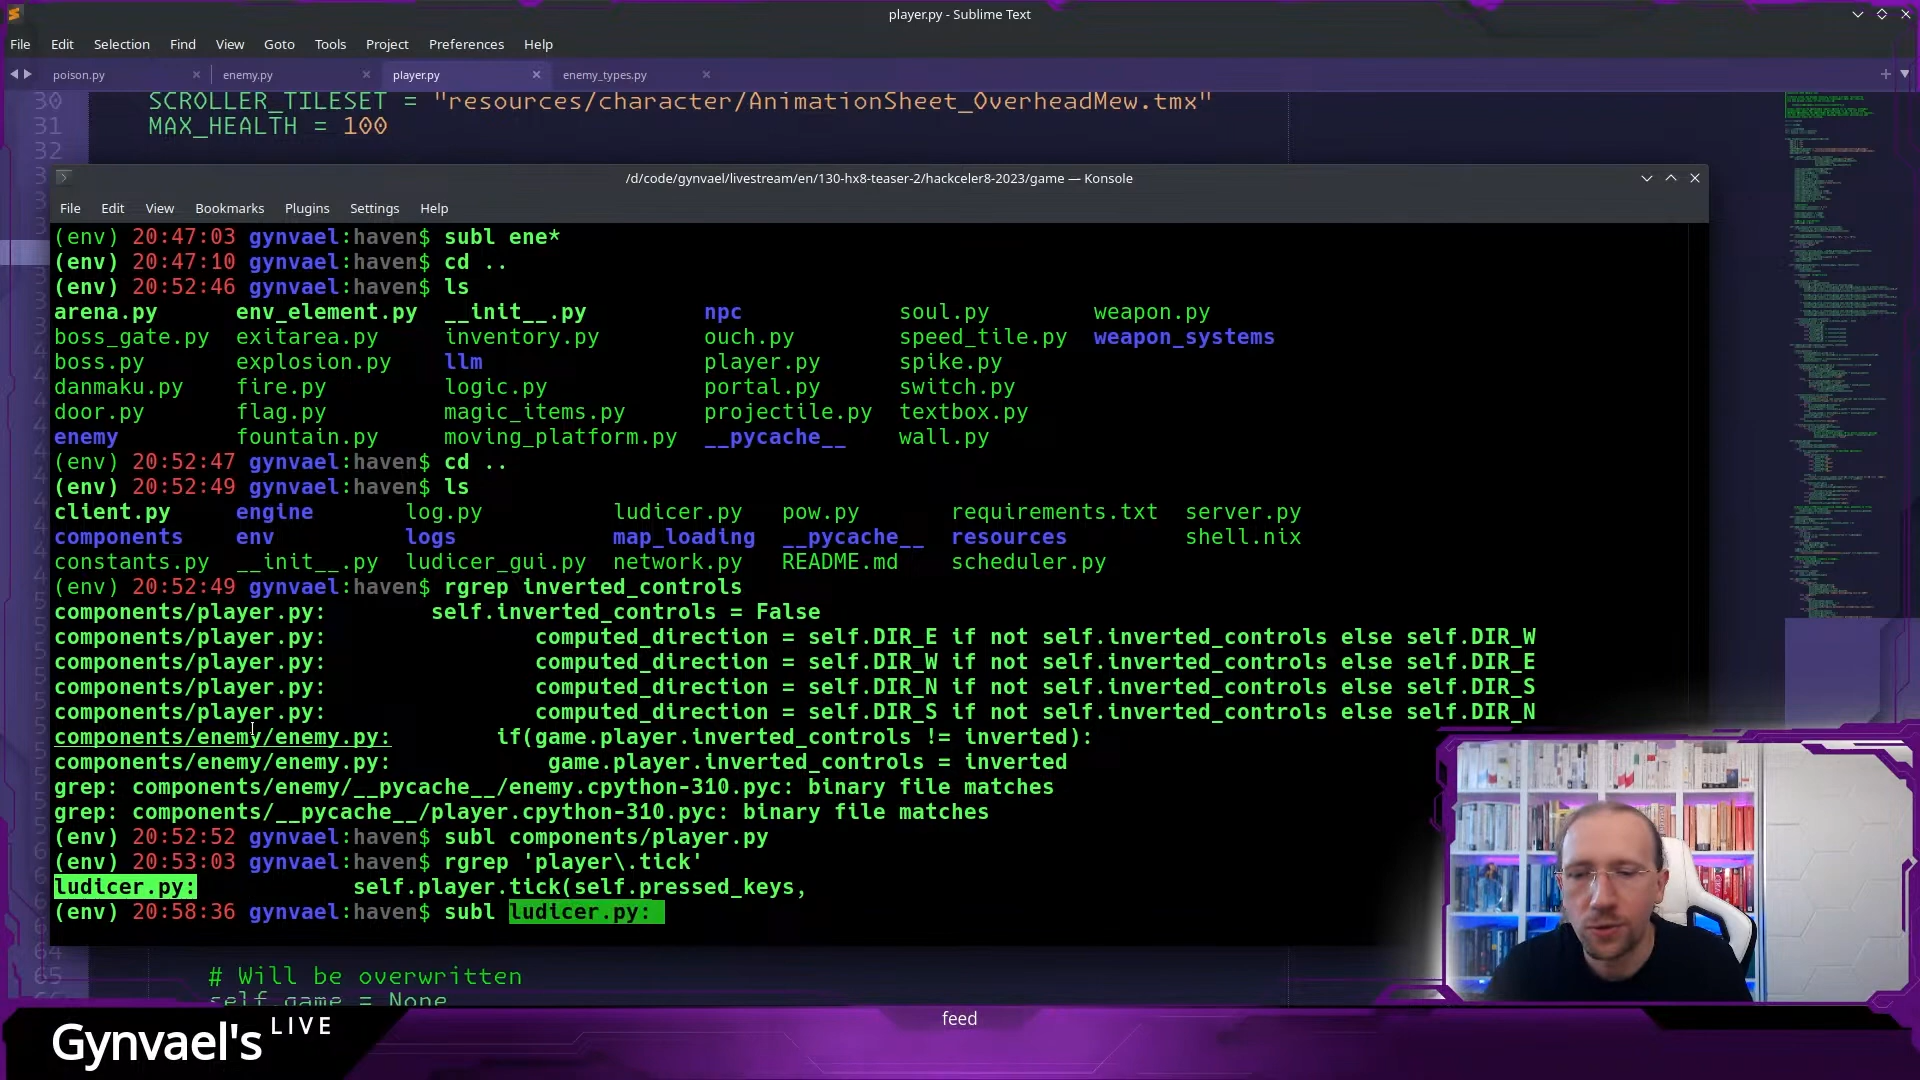 player.py - Sublime Text
File Edit Selection Find View Goto Tools Project Preferences Help
poison.py enemy.py player.py enemy_types.py
30 SCROLLER_TILESET = "resources/character/AnimationSheet_OverheadMew.tmx"
31 MAX_HEALTH = 100
32
/d/code/gynvael/livestream/en/130-hx8-teaser-2/hackceler8-2023/game — Konsole
File Edit View Bookmarks Plugins Settings Help
(env) 20:47:03 gynvael:haven$ subl ene*
(env) 20:47:10 gynvael:haven$ cd ..
(env) 20:52:46 gynvael:haven$ ls
arena.py env_element.py __init__.py npc soul.py weapon.py
boss_gate.py exitarea.py inventory.py ouch.py speed_tile.py weapon_systems
boss.py explosion.py llm player.py spike.py
danmaku.py fire.py logic.py portal.py switch.py
door.py flag.py magic_items.py projectile.py textbox.py
enemy fountain.py moving_platform.py __pycache__ wall.py
(env) 20:52:47 gynvael:haven$ cd ..
(env) 20:52:49 gynvael:haven$ ls
client.py engine log.py ludicer.py pow.py requirements.txt server.py
components env logs map_loading __pycache__ resources shell.nix
constants.py __init__.py ludicer_gui.py network.py README.md scheduler.py
(env) 20:52:49 gynvael:haven$ rgrep inverted_controls
components/player.py: self.inverted_controls = False
components/player.py: computed_direction = self.DIR_E if not self.inverted_controls else self.DIR_W
components/player.py: computed_direction = self.DIR_W if not self.inverted_controls else self.DIR_E
components/player.py: computed_direction = self.DIR_N if not self.inverted_controls else self.DIR_S
components/player.py: computed_direction = self.DIR_S if not self.inverted_controls else self.DIR_N
components/enemy/enemy.py: if(game.player.inverted_controls != inverted):
components/enemy/enemy.py: game.player.inverted_controls = inverted
grep: components/enemy/__pycache__/enemy.cpython-310.pyc: binary file matches
grep: components/__pycache__/player.cpython-310.pyc: binary file matches
(env) 20:52:52 gynvael:haven$ subl components/player.py
(env) 20:53:03 gynvael:haven$ rgrep 'player\.tick'
ludicer.py: self.player.tick(self.pressed_keys,
(env) 20:58:36 gynvael:haven$ subl ludicer.py:
65 # Will be overwritten
self.game = None
Gynvael's LIVE
feed